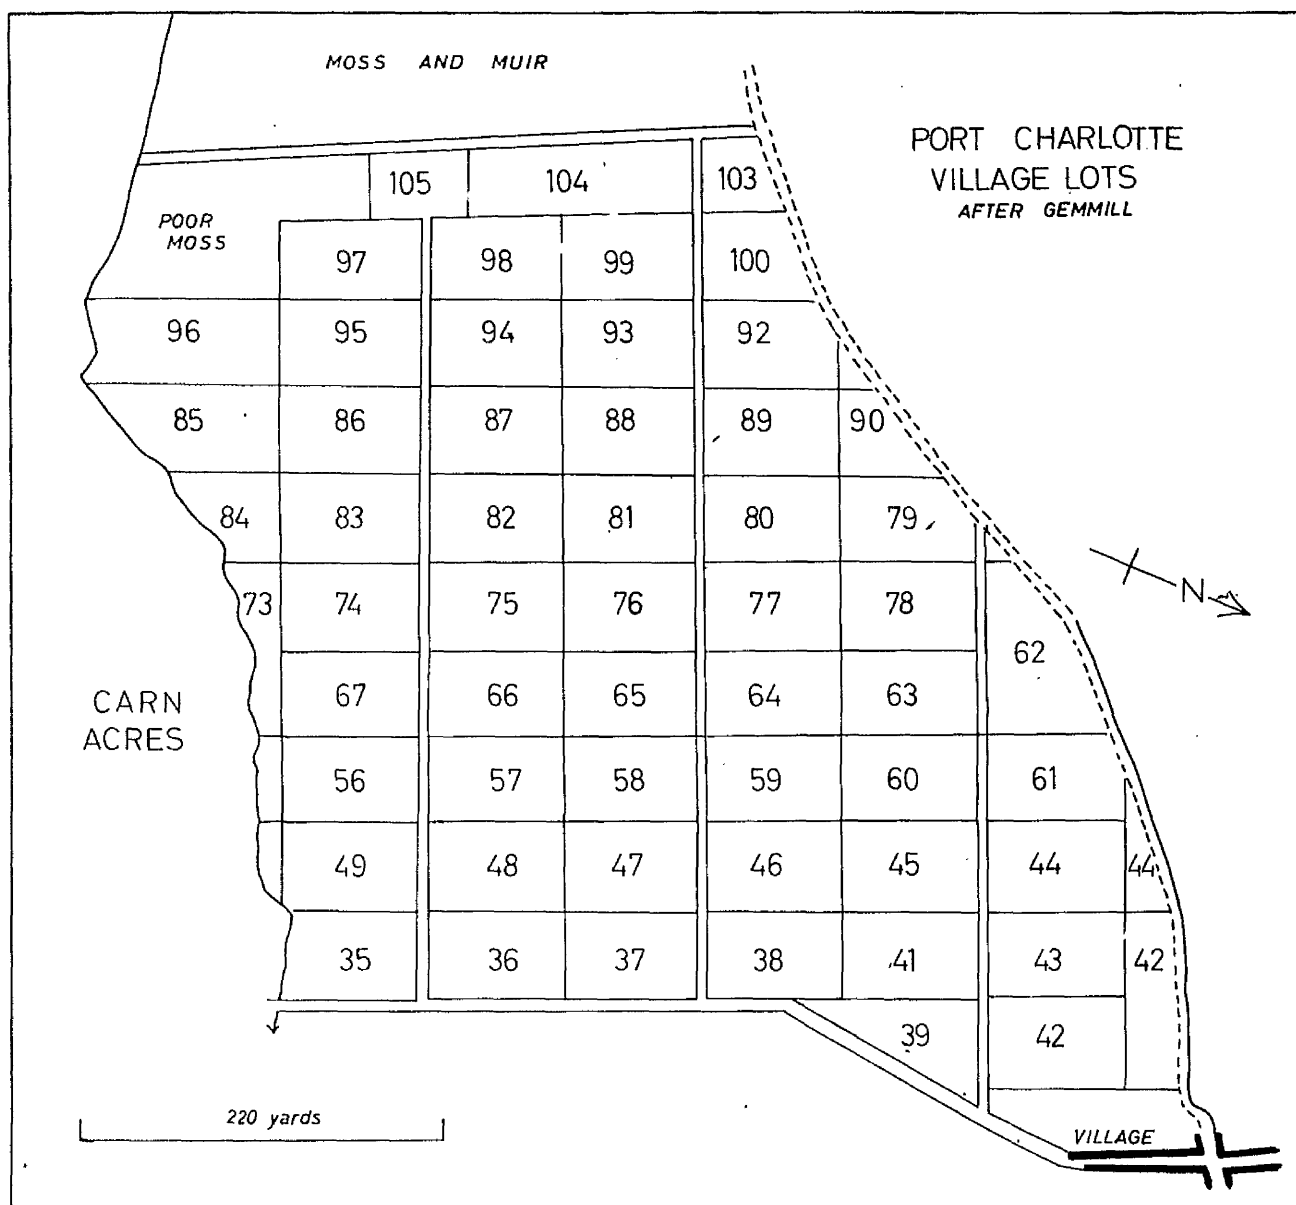 MOSS AND MUIR
PORT CHARLOTTE
VILLAGE LOTS
AFTER GEMMILL
105 104 103
POOR
MOSS
97 98 99 100
96 95 94 93 92
85 86 87 88 89 90
84 83 82 81 80 79
73 74 75 76 77 78
62
N
CARN
ACRES
67 66 65 64 63
56 57 58 59 60 61
49 48 47 46 45 44 44
35 36 37 38 41 43 42
39 42
220 yards
VILLAGE